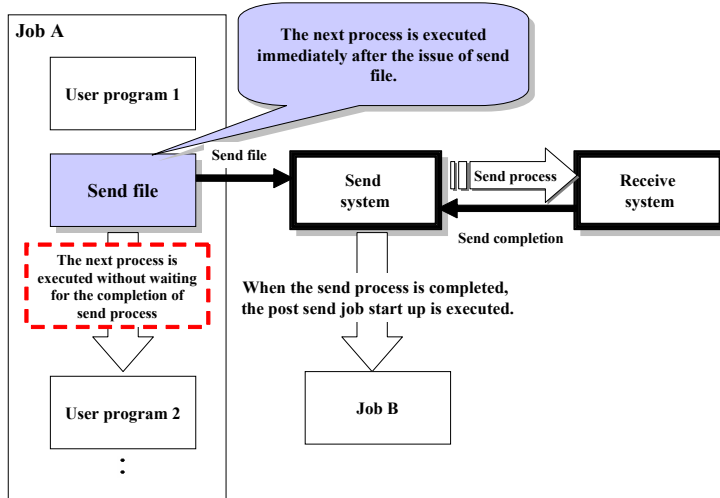 Job A
The next process is executed
immediately after the issue of send
file.
User program 1
Send file
Send file
Send
system
Send process
Receive
system
Send completion
The next process is
executed without waiting
for the completion of
send process
When the send process is completed,
the post send job start up is executed.
User program 2
Job B
: